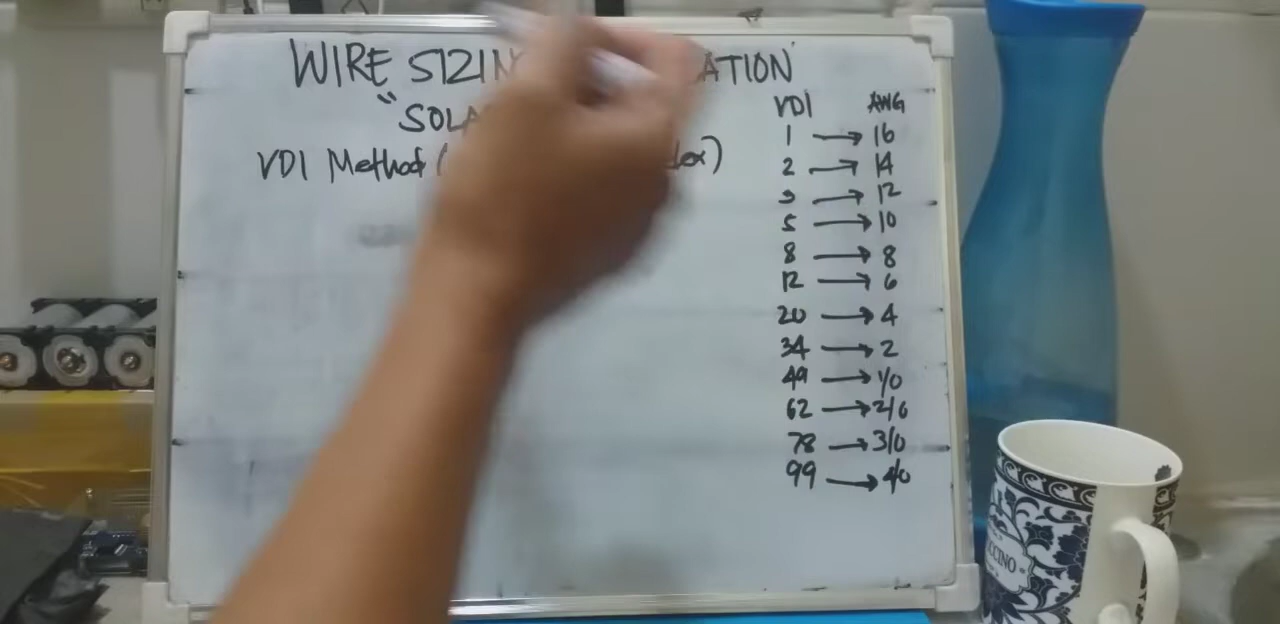 WIRE SIZIN ATION
"SOLA
VDI Method ( dex)
VDI AWG
1 → 16
2 → 14
3 → 12
5 → 10
8 → 8
12 → 6
20 → 4
34 → 2
49 → 1/0
62 → 2/0
78 → 3/0
99 → 4/0
CCINO